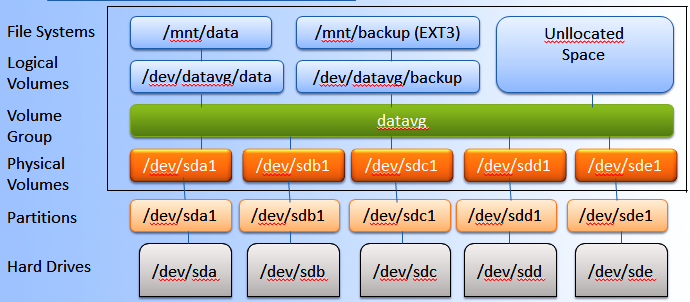 File Systems
/mnt/data
/mnt/backup (EXT3)
Unllocated
Space
Logical
Volumes
/dev/datavg/data
/dev/datavg/backup
Volume
Group
datavg
Physical
Volumes
/dev/sda1
/dev/sdb1
/dev/sdc1
/dev/sdd1
/dev/sde1
Partitions
/dev/sda1
/dev/sdb1
/dev/sdc1
/dev/sdd1
/dev/sde1
Hard Drives
/dev/sda
/dev/sdb
/dev/sdc
/dev/sdd
/dev/sde